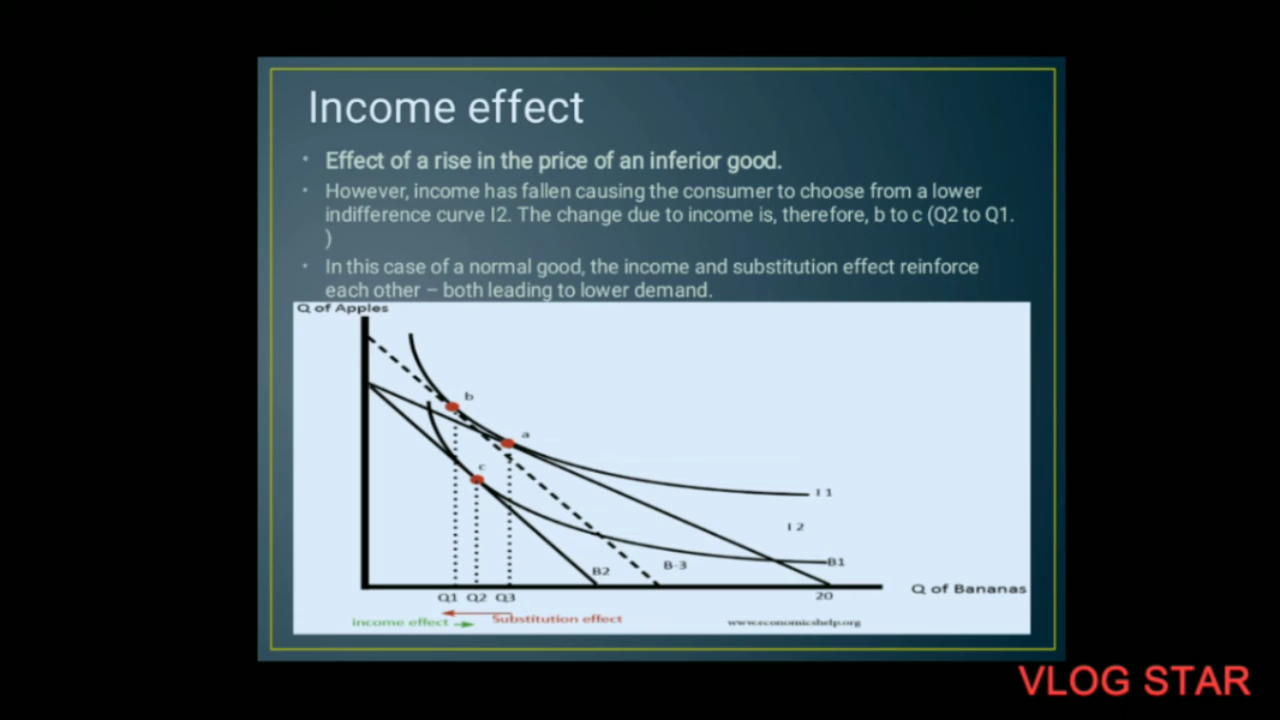 Income effect
• Effect of a rise in the price of an inferior good.
• However, income has fallen causing the consumer to choose from a lower
indifference curve I2. The change due to income is, therefore, b to c (Q2 to Q1.
)
• In this case of a normal good, the income and substitution effect reinforce
each other – both leading to lower demand.
Q of Apples
b
a
c
I 1
I 2
B1
B2
B-3
Q1 Q2 Q3
20
Q of Bananas
income effect
Substitution effect
www.economicshelp.org
VLOG STAR